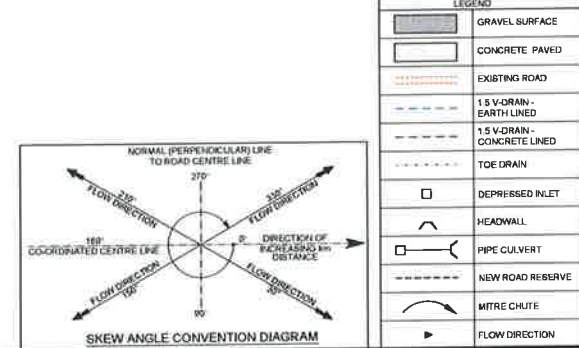 LEGEND
GRAVEL SURFACE
CONCRETE PAVED
EXISTING ROAD
1.5 V-DRAIN -
EARTH LINED
1.5 V-DRAIN -
CONCRETE LINED
TOE DRAIN
DEPRESSED INLET
HEADWALL
PIPE CULVERT
NEW ROAD RESERVE
MITRE CHUTE
FLOW DIRECTION
NORMAL (PERPENDICULAR) LINE
TO ROAD CENTRE LINE
270°
210°
FLOW DIRECTION
330°
FLOW DIRECTION
180°
CO-ORDINATED CENTRE LINE
0°
DIRECTION OF
INCREASING km
DISTANCE
FLOW DIRECTION
150°
FLOW DIRECTION
30°
90°
SKEW ANGLE CONVENTION DIAGRAM